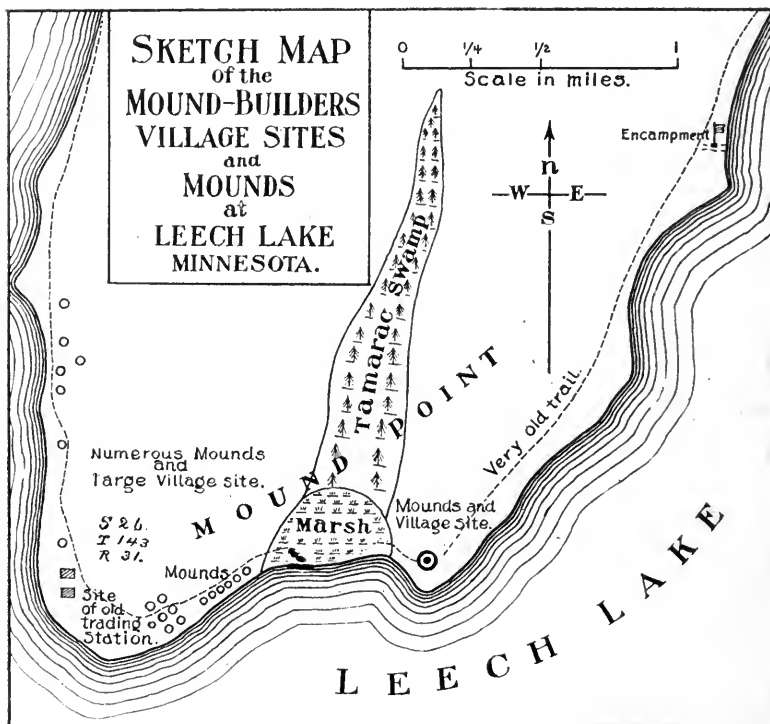 SKETCH MAP
of the
MOUND-BUILDERS
VILLAGE SITES
and
MOUNDS
at
LEECH LAKE
MINNESOTA.
0 1/4 1/2 1
Scale in miles.
n
W E
S
Encampment
Tamarac Swamp
MOUND POINT
Very old trail.
Numerous Mounds
and
Large Village site.
S 26.
T 143
R 31.
Marsh
Mounds and
Village Site.
Mounds
Site
of old
trading
Station.
LEECH LAKE